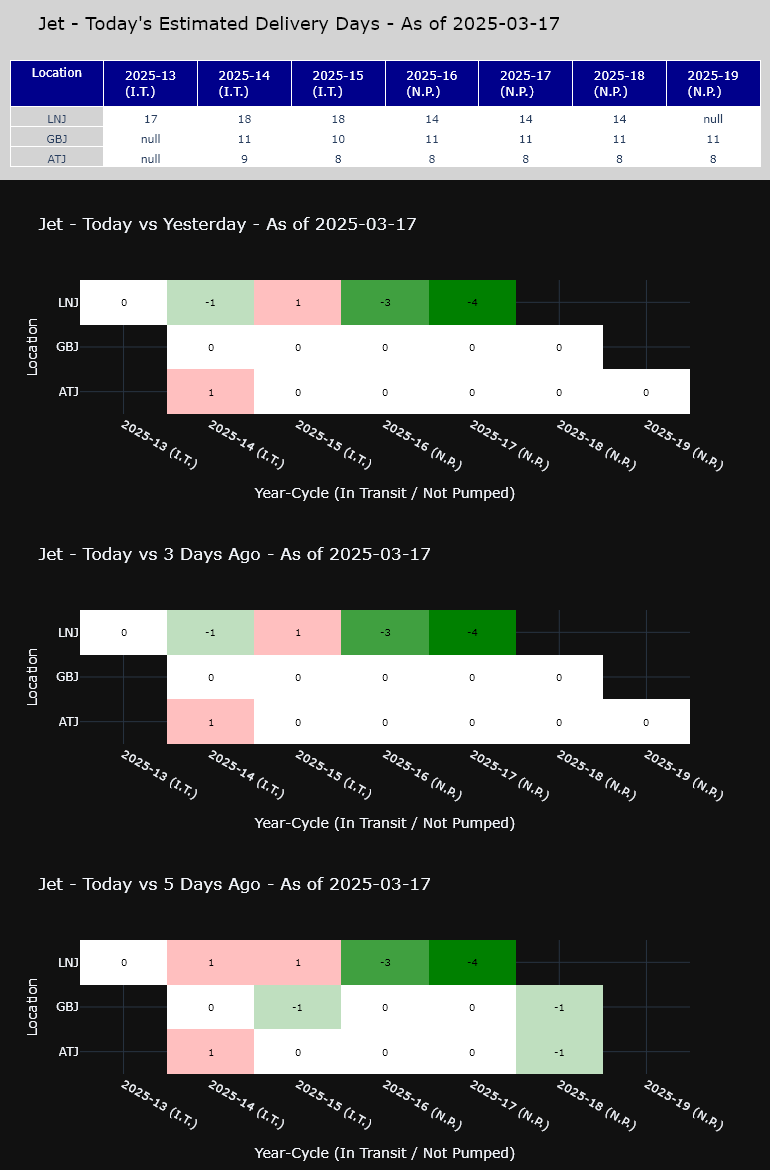 Jet - Today's Estimated Delivery Days - As of 2025-03-17
Location 2025-13 (I.T.) 2025-14 (I.T.) 2025-15 (I.T.) 2025-16 (N.P.) 2025-17 (N.P.) 2025-18 (N.P.) 2025-19 (N.P.)
LNJ 17 18 18 14 14 14 null
GBJ null 11 10 11 11 11 11
ATJ null 9 8 8 8 8 8
Jet - Today vs Yesterday - As of 2025-03-17
Location
LNJ 0 -1 1 -3 -4
GBJ 0 0 0 0 0
ATJ 1 0 0 0 0 0
2025-13 (I.T.) 2025-14 (I.T.) 2025-15 (I.T.) 2025-16 (N.P.) 2025-17 (N.P.) 2025-18 (N.P.) 2025-19 (N.P.)
Year-Cycle (In Transit / Not Pumped)
Jet - Today vs 3 Days Ago - As of 2025-03-17
Location
LNJ 0 -1 1 -3 -4
GBJ 0 0 0 0 0
ATJ 1 0 0 0 0 0
2025-13 (I.T.) 2025-14 (I.T.) 2025-15 (I.T.) 2025-16 (N.P.) 2025-17 (N.P.) 2025-18 (N.P.) 2025-19 (N.P.)
Year-Cycle (In Transit / Not Pumped)
Jet - Today vs 5 Days Ago - As of 2025-03-17
Location
LNJ 0 1 1 -3 -4
GBJ 0 -1 0 0 -1
ATJ 1 0 0 0 -1
2025-13 (I.T.) 2025-14 (I.T.) 2025-15 (I.T.) 2025-16 (N.P.) 2025-17 (N.P.) 2025-18 (N.P.) 2025-19 (N.P.)
Year-Cycle (In Transit / Not Pumped)